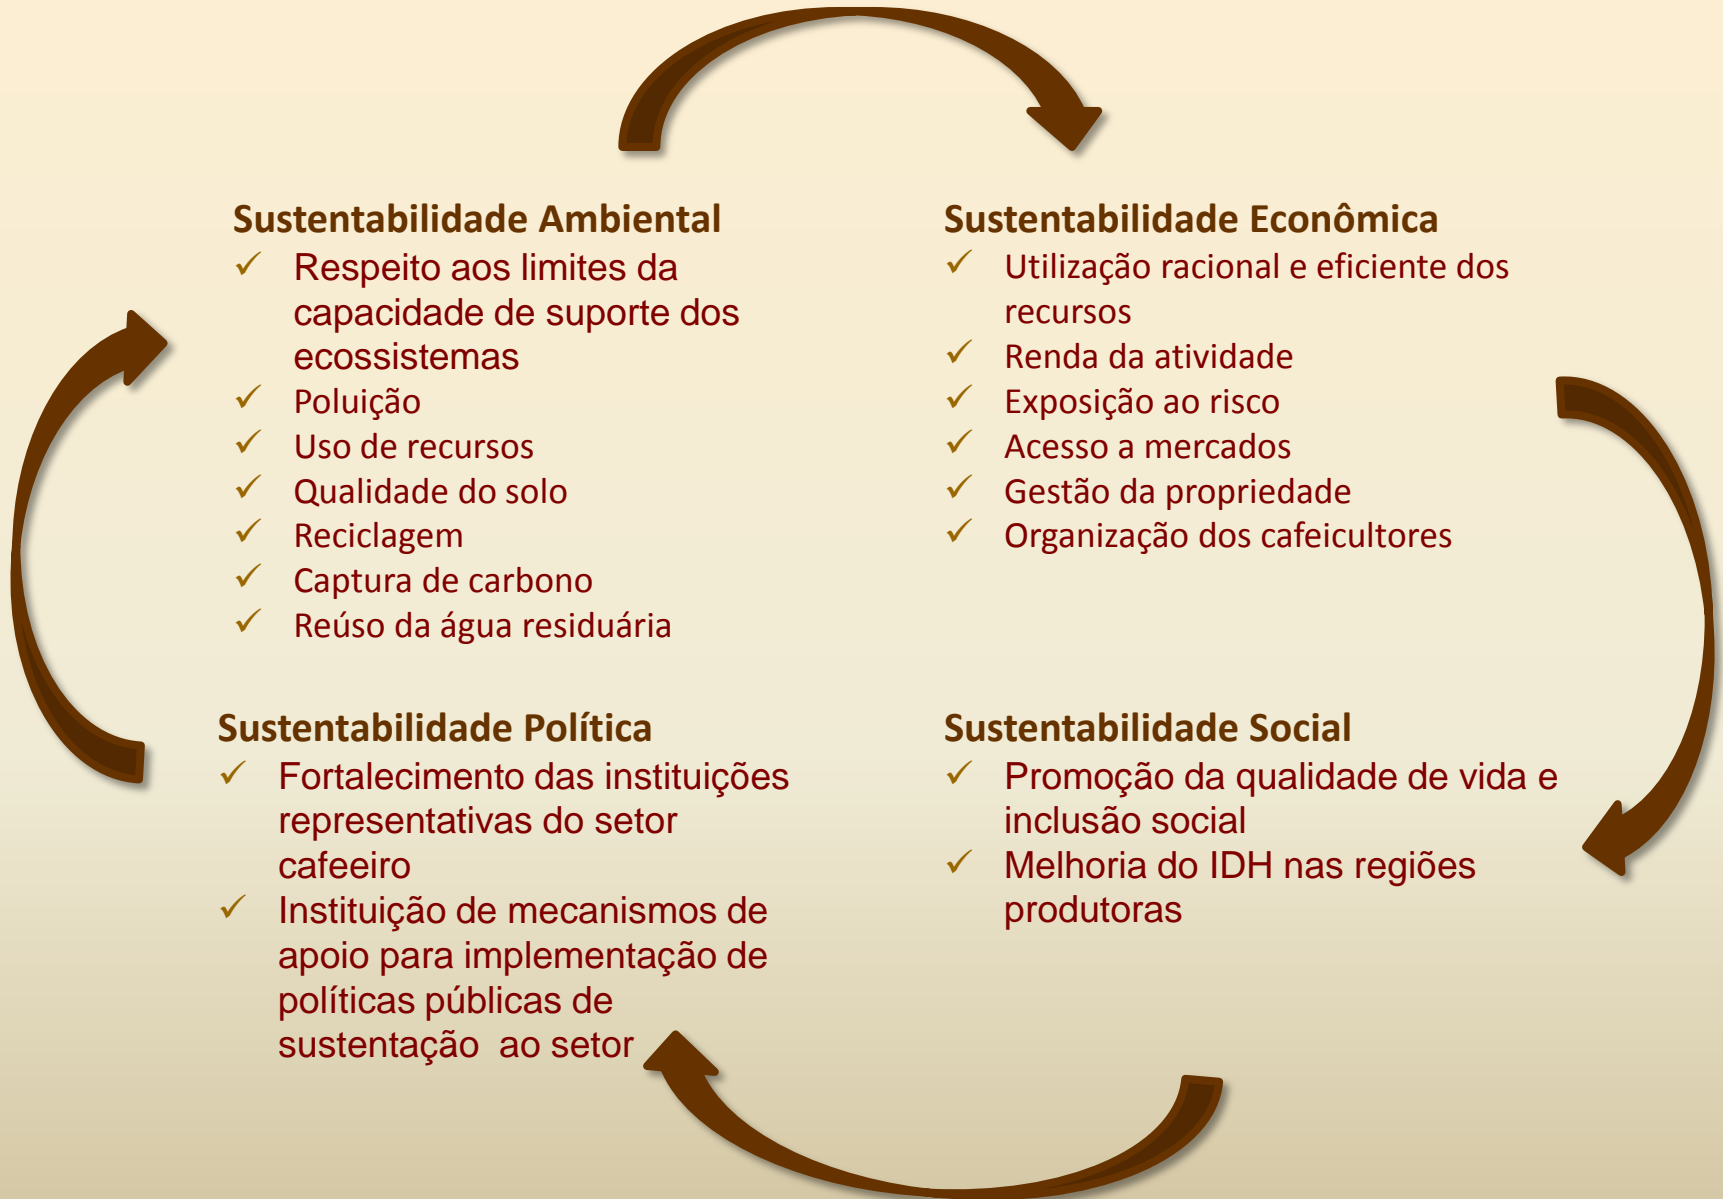 Sustentabilidade Ambiental
✓ Respeito aos limites da
capacidade de suporte dos
ecossistemas
✓ Poluição
✓ Uso de recursos
✓ Qualidade do solo
✓ Reciclagem
✓ Captura de carbono
✓ Reúso da água residuária
Sustentabilidade Econômica
✓ Utilização racional e eficiente dos
recursos
✓ Renda da atividade
✓ Exposição ao risco
✓ Acesso a mercados
✓ Gestão da propriedade
✓ Organização dos cafeicultores
Sustentabilidade Política
✓ Fortalecimento das instituições
representativas do setor
cafeeiro
✓ Instituição de mecanismos de
apoio para implementação de
políticas públicas de
sustentação  ao setor
Sustentabilidade Social
✓ Promoção da qualidade de vida e
inclusão social
✓ Melhoria do IDH nas regiões
produtoras